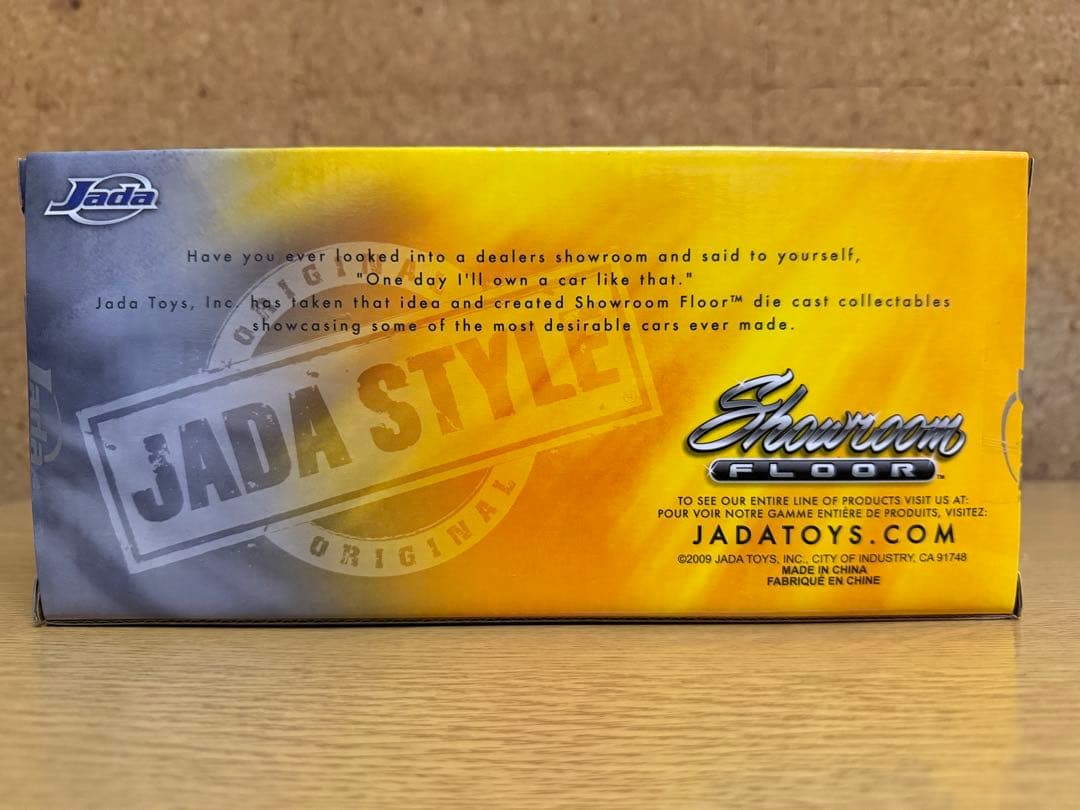 Jada
Have you ever looked into a dealers showroom and said to yourself,
"One day I'll own a car like that."
Jada Toys, Inc. has taken that idea and created Showroom Floor™ die cast collectables
showcasing some of the most desirable cars ever made.
ORIGINAL
JADA STYLE
ORIGINAL
Jada
Showroom
FLOOR™
TO SEE OUR ENTIRE LINE OF PRODUCTS VISIT US AT:
POUR VOIR NOTRE GAMME ENTIÈRE DE PRODUITS, VISITEZ:
JADATOYS.COM
©2009 JADA TOYS, INC., CITY OF INDUSTRY, CA 91748
MADE IN CHINA
FABRIQUÉ EN CHINE